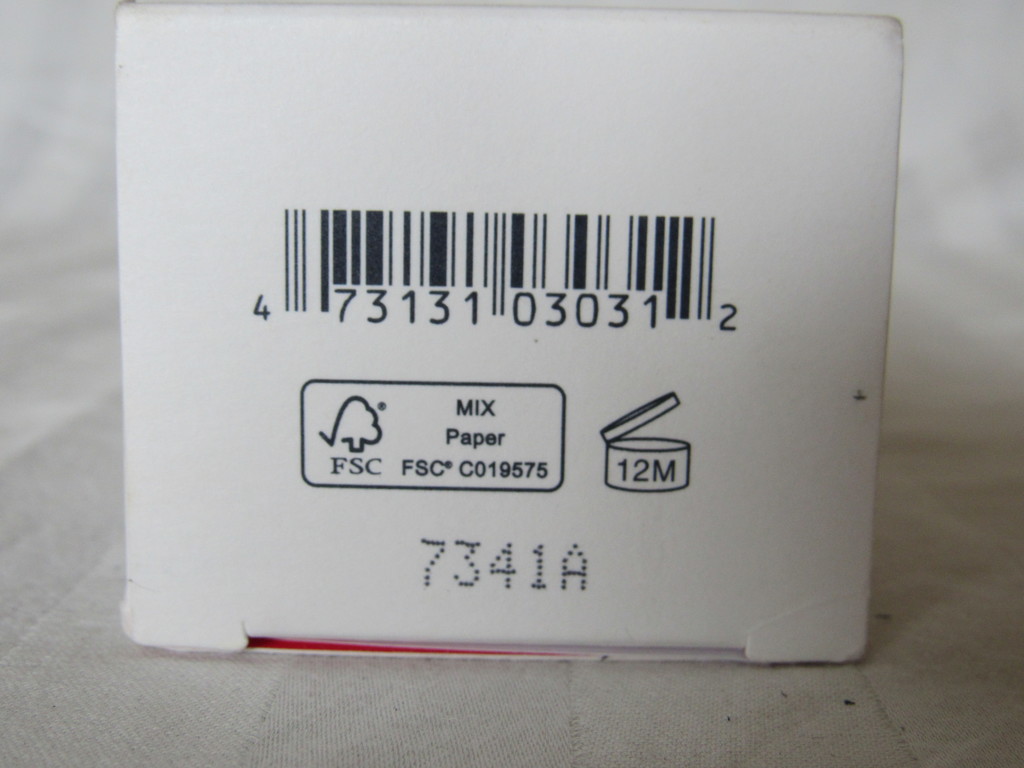 4 73131 03031 2
MIX
Paper
FSC® C019575
FSC
12M
7341A